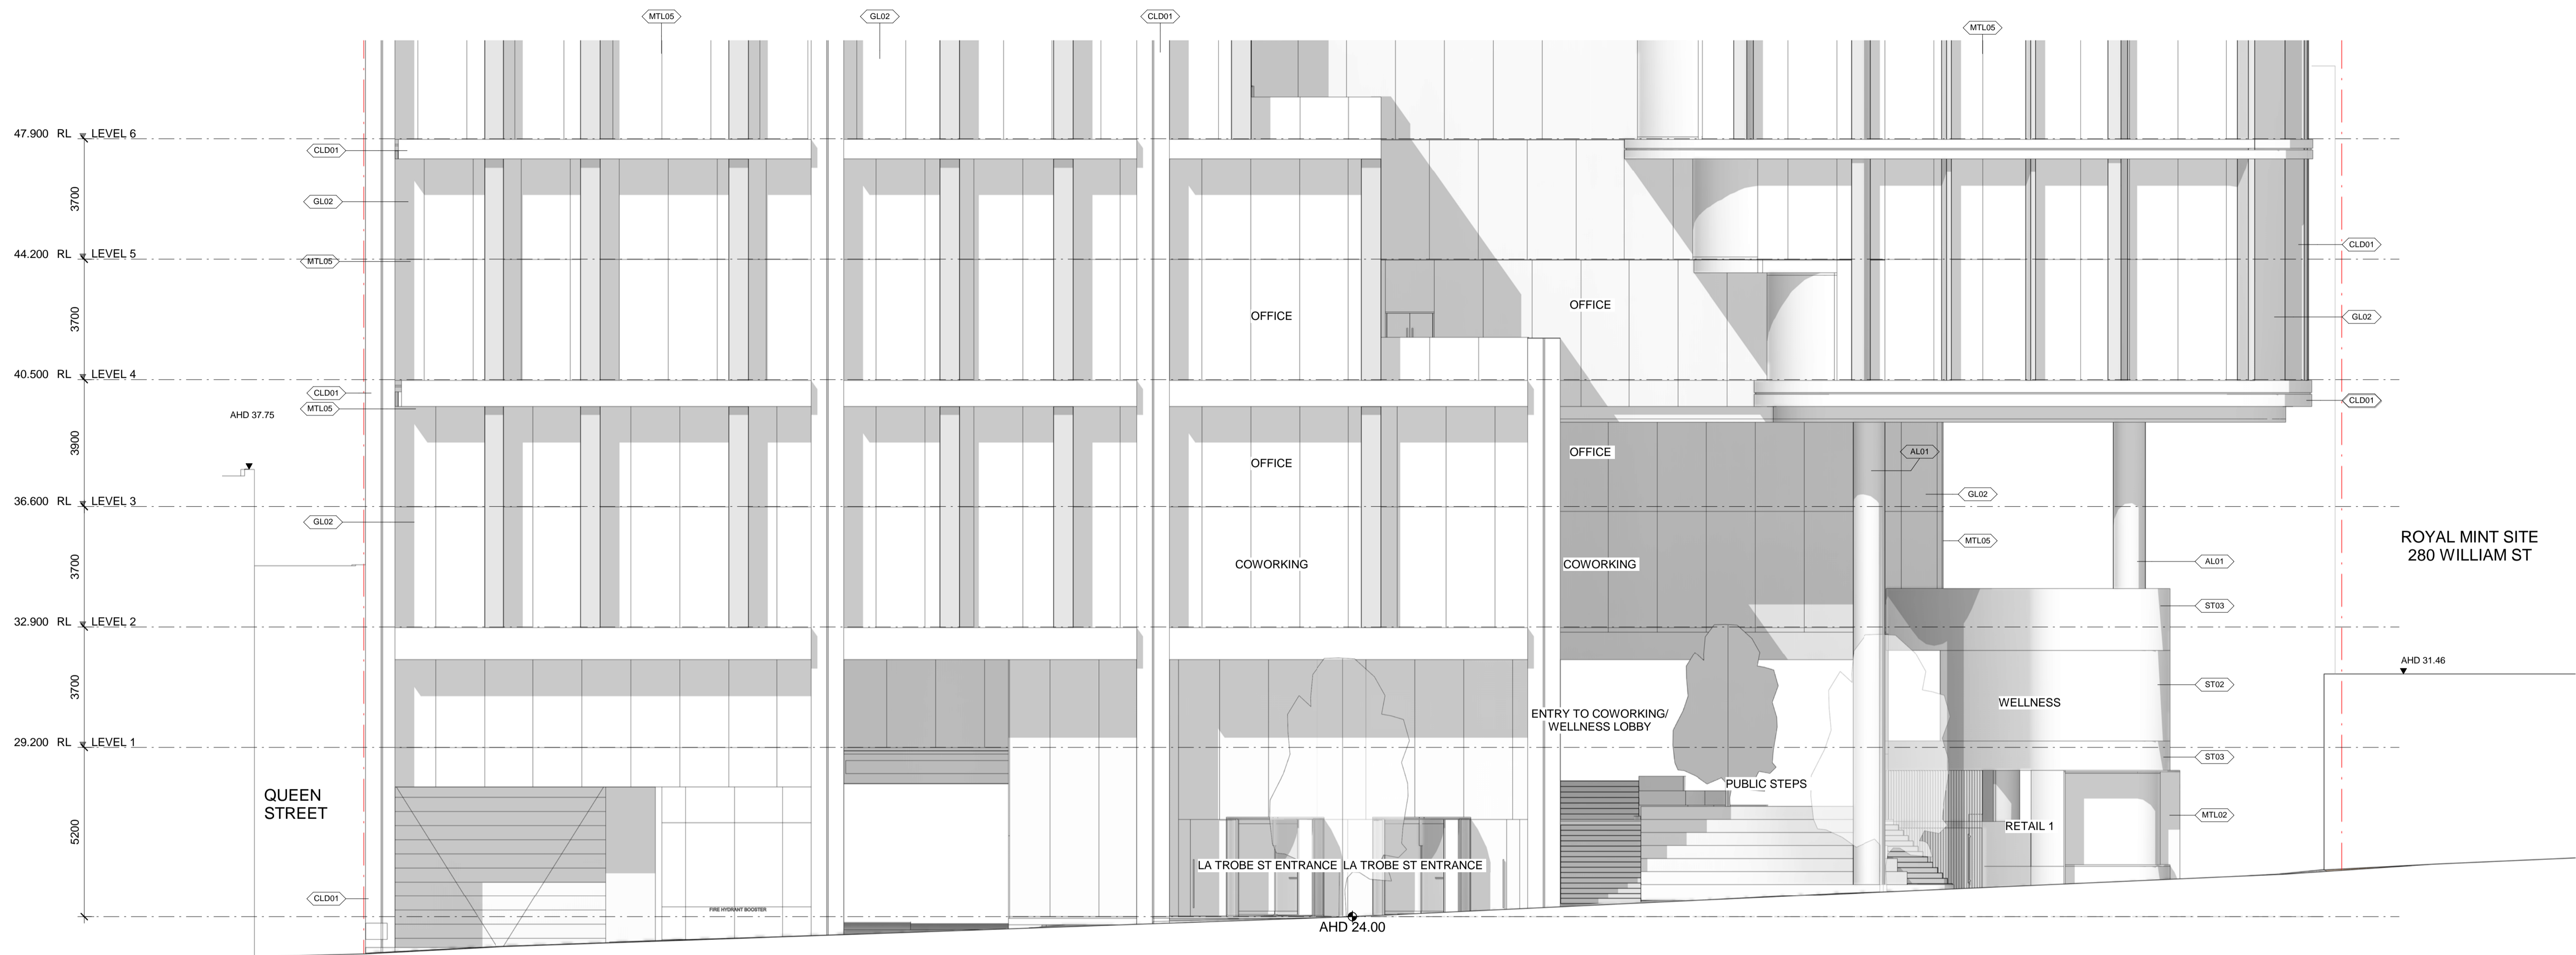 MTL05
GL02
CLD01
MTL05
47.900 RL LEVEL 6
CLD01
3700
GL02
CLD01
44.200 RL LEVEL 5
MTL05
OFFICE
OFFICE
3700
GL02
40.500 RL LEVEL 4
CLD01
CLD01
MTL05
AHD 37.75
3900
OFFICE
OFFICE
AL01
GL02
36.600 RL LEVEL 3
GL02
MTL05
ROYAL MINT SITE
280 WILLIAM ST
3700
COWORKING
COWORKING
AL01
ST03
32.900 RL LEVEL 2
AHD 31.46
3700
ST02
WELLNESS
ENTRY TO COWORKING/
WELLNESS LOBBY
29.200 RL LEVEL 1
ST03
PUBLIC STEPS
QUEEN
STREET
5200
MTL02
RETAIL 1
LA TROBE ST ENTRANCE
LA TROBE ST ENTRANCE
CLD01
FIRE HYDRANT BOOSTER
AHD 24.00